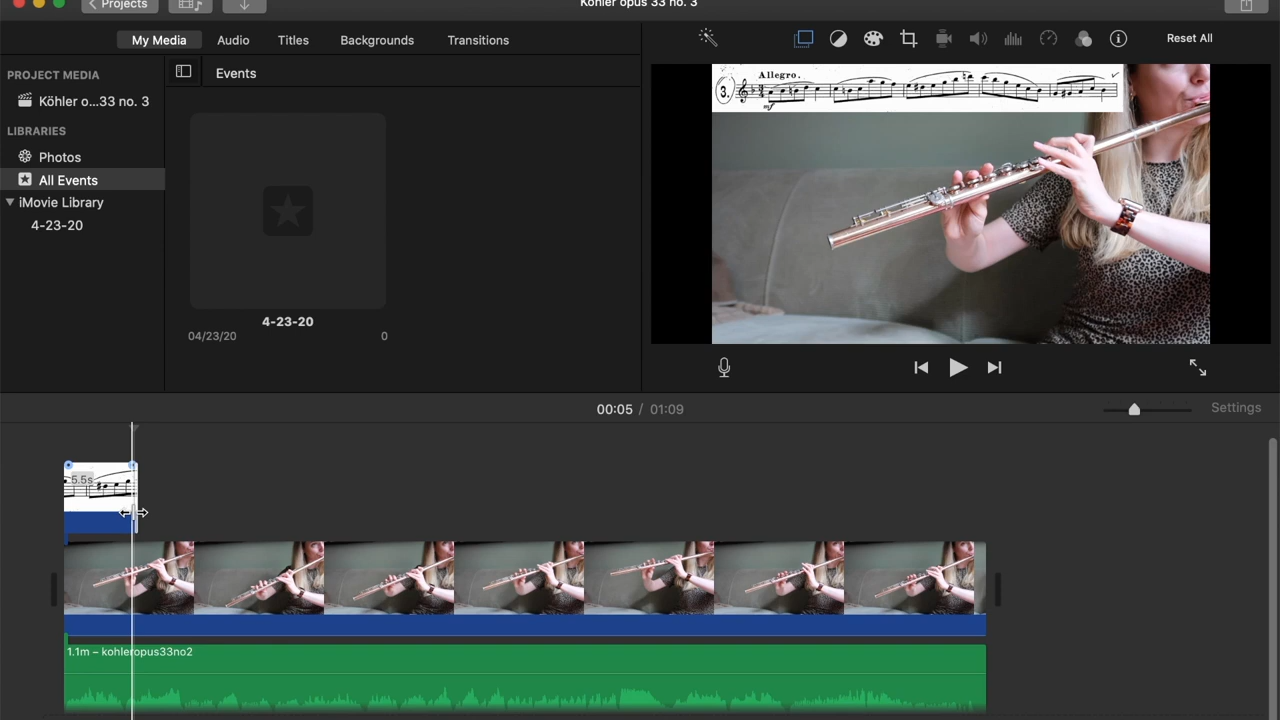 Projects
Kohler opus 33 no. 3
My Media Audio Titles Backgrounds Transitions
Reset All
PROJECT MEDIA
Köhler o...33 no. 3
LIBRARIES
Photos
All Events
iMovie Library
4-23-20
Events
4-23-20
04/23/20 0
Allegro.
3.
mf
00:05 / 01:09
Settings
5.5s
1.1m – kohleropus33no2